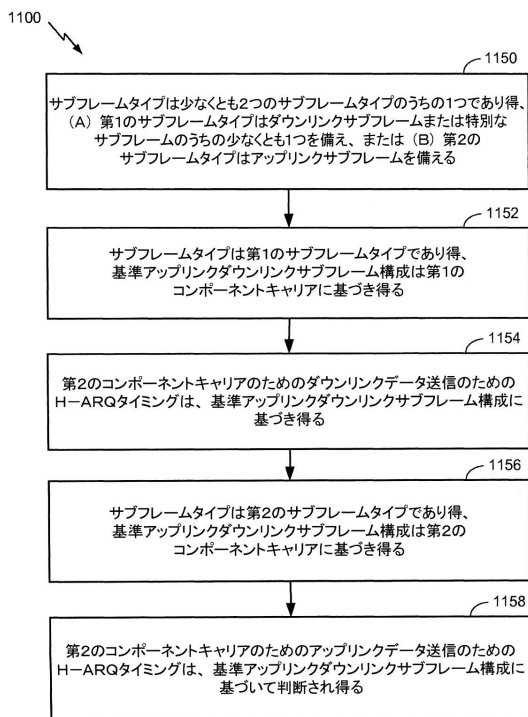 1100
1150
サブフレームタイプは少なくとも2つのサブフレームタイプのうちの1つであり得、
(A) 第1のサブフレームタイプはダウンリンクサブフレームまたは特別な
サブフレームのうちの少なくとも1つを備え、または (B) 第2の
サブフレームタイプはアップリンクサブフレームを備える
1152
サブフレームタイプは第1のサブフレームタイプであり得、
基準アップリンクダウンリンクサブフレーム構成は第1の
コンポーネントキャリアに基づき得る
1154
第2のコンポーネントキャリアのためのダウンリンクデータ送信のための
H－ARQタイミングは、基準アップリンクダウンリンクサブフレーム構成に
基づき得る
1156
サブフレームタイプは第2のサブフレームタイプであり得、
基準アップリンクダウンリンクサブフレーム構成は第2の
コンポーネントキャリアに基づき得る
1158
第2のコンポーネントキャリアのためのアップリンクデータ送信のための
H－ARQタイミングは、基準アップリンクダウンリンクサブフレーム構成に
基づいて判断され得る